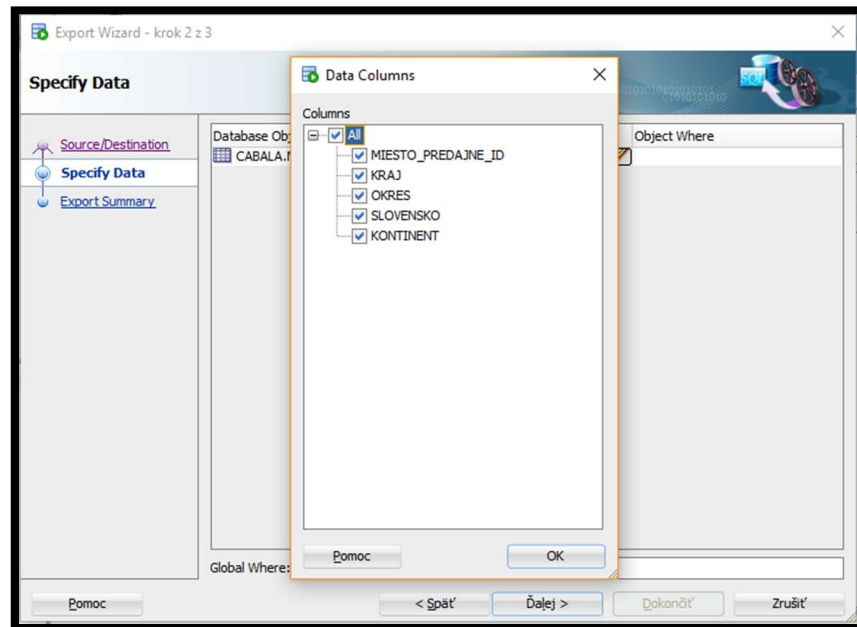 Export Wizard - krok 2 z 3
Specify Data
Source/Destination
Specify Data
Export Summary
Database Obj
Object Where
CABALA.
Data Columns
Columns
All
MIESTO_PREDAJNE_ID
KRAJ
OKRES
SLOVENSKO
KONTINENT
Pomoc
OK
Global Where:
Pomoc
< Späť
Ďalej >
Dokončiť
Zrušiť
SQL